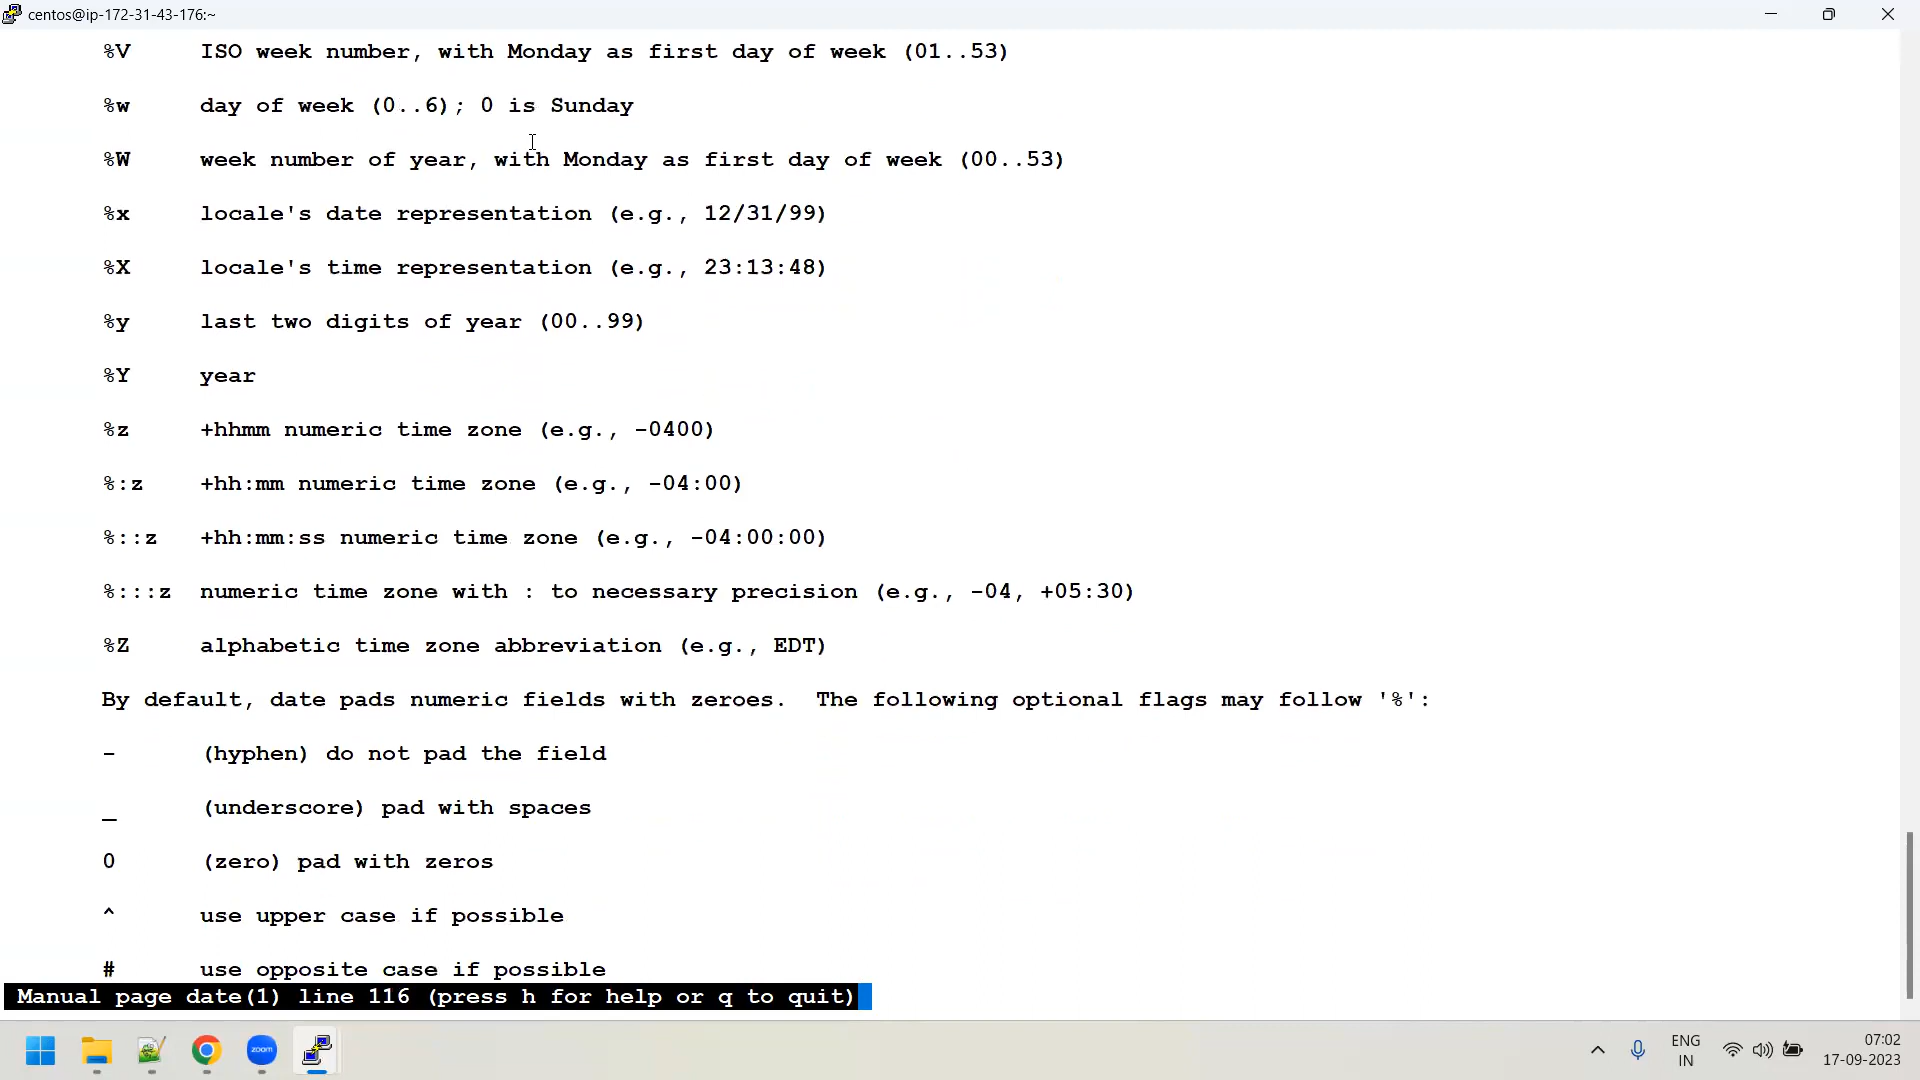 centos@ip-172-31-43-176:~
%V ISO week number, with Monday as first day of week (01..53)
%w day of week (0..6); 0 is Sunday
%W week number of year, with Monday as first day of week (00..53)
%x locale's date representation (e.g., 12/31/99)
%X locale's time representation (e.g., 23:13:48)
%y last two digits of year (00..99)
%Y year
%z +hhmm numeric time zone (e.g., -0400)
%:z +hh:mm numeric time zone (e.g., -04:00)
%::z +hh:mm:ss numeric time zone (e.g., -04:00:00)
%:::z numeric time zone with : to necessary precision (e.g., -04, +05:30)
%Z alphabetic time zone abbreviation (e.g., EDT)
By default, date pads numeric fields with zeroes. The following optional flags may follow '%':
- (hyphen) do not pad the field
_ (underscore) pad with spaces
0 (zero) pad with zeros
^ use upper case if possible
# use opposite case if possible
Manual page date(1) line 116 (press h for help or q to quit)
zoom
ENG
IN
07:02
17-09-2023